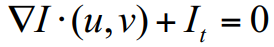 ∇I · (u, v) + I_t = 0